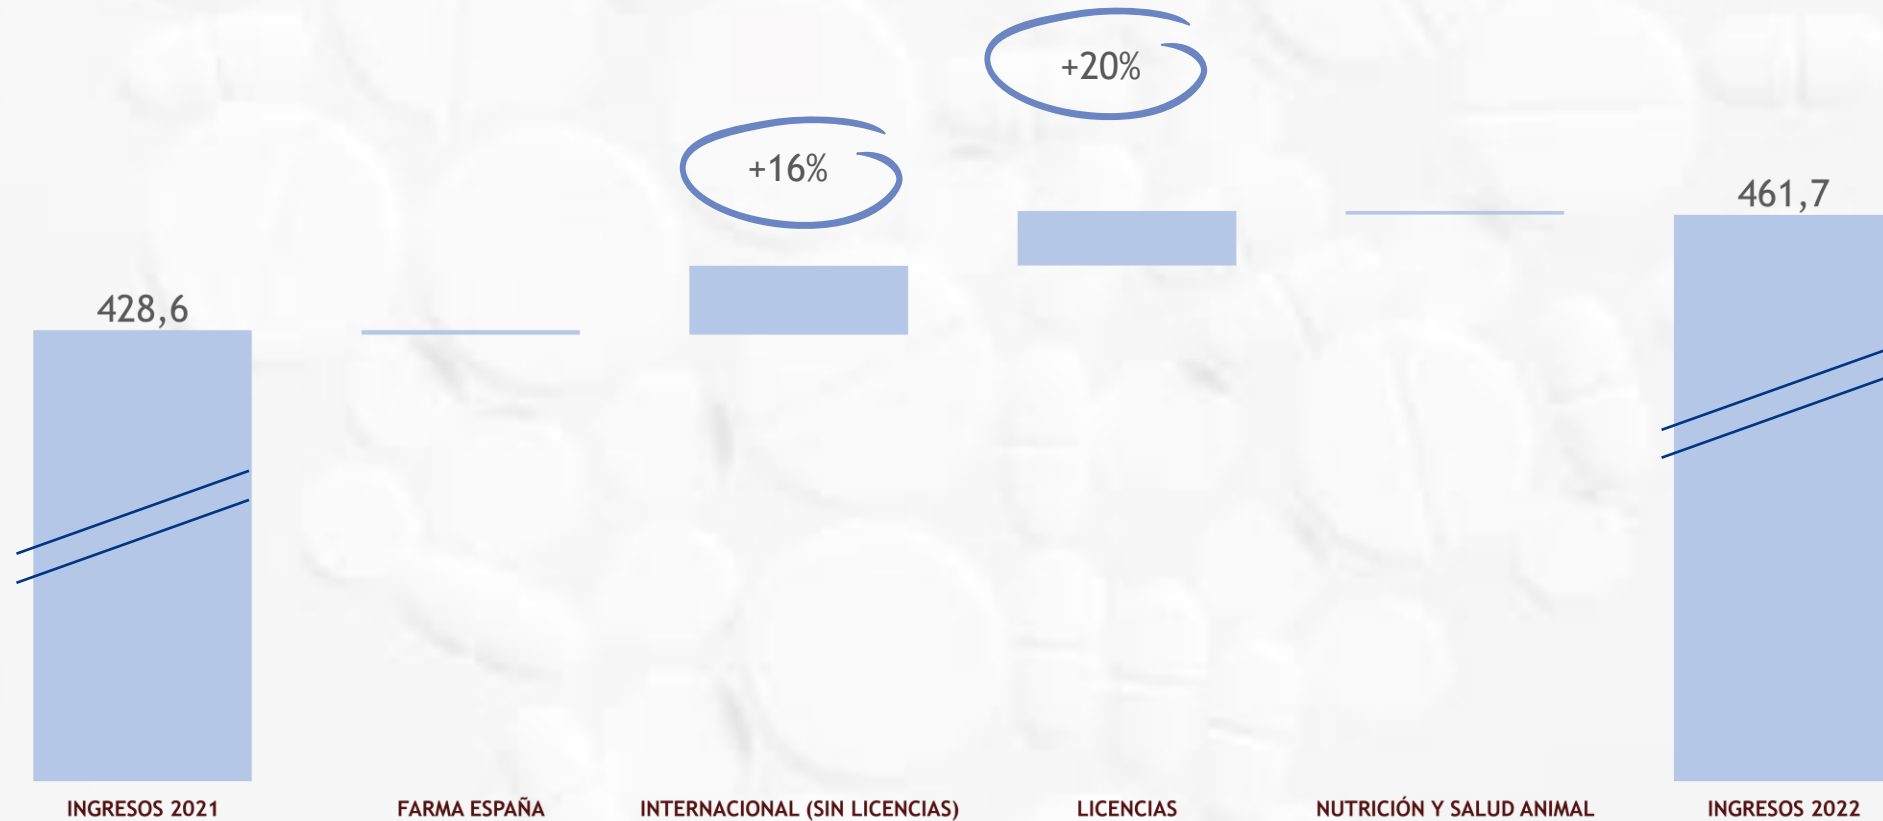 +20%
+16%
461,7
428,6
INGRESOS 2021
FARMA ESPAÑA
INTERNACIONAL (SIN LICENCIAS)
LICENCIAS
NUTRICIÓN Y SALUD ANIMAL
INGRESOS 2022